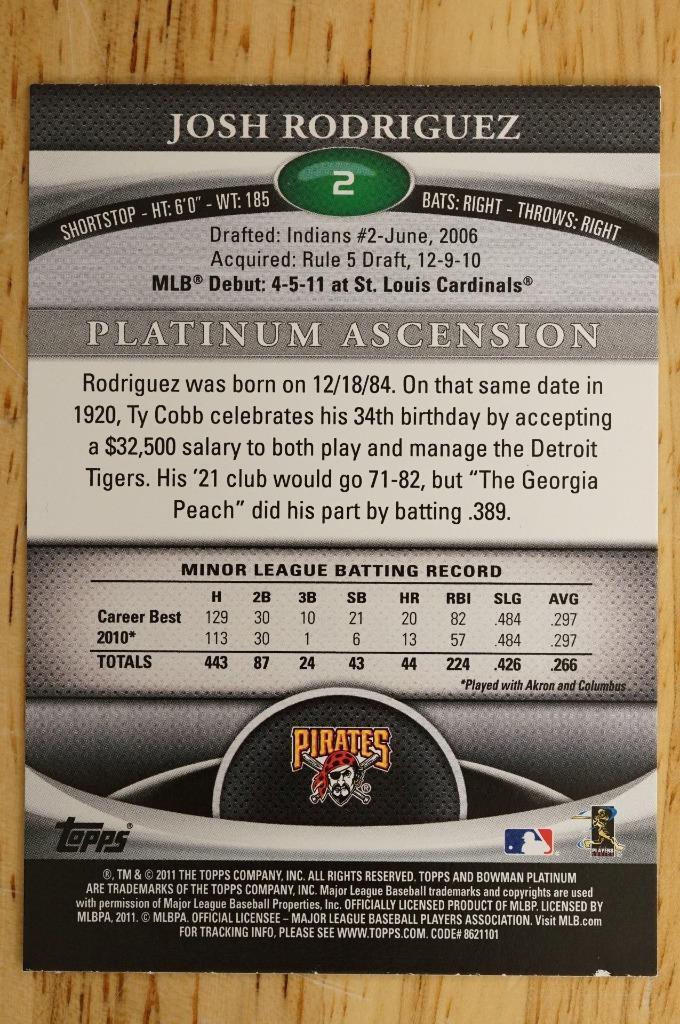 JOSH RODRIGUEZ
2
SHORTSTOP - HT: 6'0" - WT: 185
BATS: RIGHT - THROWS: RIGHT
Drafted: Indians #2-June, 2006
Acquired: Rule 5 Draft, 12-9-10
MLB® Debut: 4-5-11 at St. Louis Cardinals®
PLATINUM ASCENSION
Rodriguez was born on 12/18/84. On that same date in
1920, Ty Cobb celebrates his 34th birthday by accepting
a $32,500 salary to both play and manage the Detroit
Tigers. His '21 club would go 71-82, but "The Georgia
Peach" did his part by batting .389.
MINOR LEAGUE BATTING RECORD
H 2B 3B SB HR RBI SLG AVG
Career Best 129 30 10 21 20 82 .484 .297
2010* 113 30 1 6 13 57 .484 .297
TOTALS 443 87 24 43 44 224 .426 .266
*Played with Akron and Columbus
PIRATES ®
topps®
PLAYERS
®, TM & © 2011 THE TOPPS COMPANY, INC. ALL RIGHTS RESERVED. TOPPS AND BOWMAN PLATINUM
ARE TRADEMARKS OF THE TOPPS COMPANY, INC. Major League Baseball trademarks and copyrights are used
with permission of Major League Baseball Properties, Inc. OFFICIALLY LICENSED PRODUCT OF MLBP. LICENSED BY
MLBPA, 2011. © MLBPA. OFFICIAL LICENSEE – MAJOR LEAGUE BASEBALL PLAYERS ASSOCIATION. Visit MLB.com
FOR TRACKING INFO, PLEASE SEE WWW.TOPPS.COM. CODE# 8621101